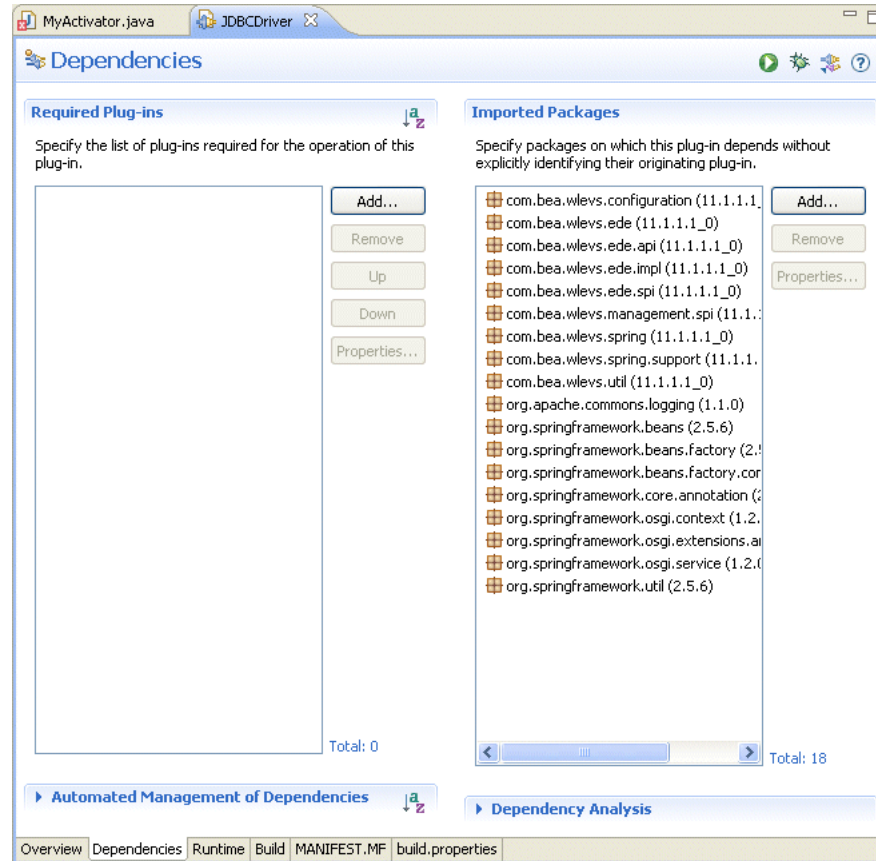 MyActivator.java
JDBCDriver
Dependencies
Required Plug-ins
Specify the list of plug-ins required for the operation of this
plug-in.
Add...
Remove
Up
Down
Properties...
Total: 0
Automated Management of Dependencies
Imported Packages
Specify packages on which this plug-in depends without
explicitly identifying their originating plug-in.
com.bea.wlevs.configuration (11.1.1.1_
com.bea.wlevs.ede (11.1.1.1_0)
com.bea.wlevs.ede.api (11.1.1.1_0)
com.bea.wlevs.ede.impl (11.1.1.1_0)
com.bea.wlevs.ede.spi (11.1.1.1_0)
com.bea.wlevs.management.spi (11.1.
com.bea.wlevs.spring (11.1.1.1_0)
com.bea.wlevs.spring.support (11.1.1.
com.bea.wlevs.util (11.1.1.1_0)
org.apache.commons.logging (1.1.0)
org.springframework.beans (2.5.6)
org.springframework.beans.factory (2.
org.springframework.beans.factory.cor
org.springframework.core.annotation (2
org.springframework.osgi.context (1.2.
org.springframework.osgi.extensions.a
org.springframework.osgi.service (1.2.0
org.springframework.util (2.5.6)
Add...
Remove
Properties...
Total: 18
Dependency Analysis
Overview Dependencies Runtime Build MANIFEST.MF build.properties